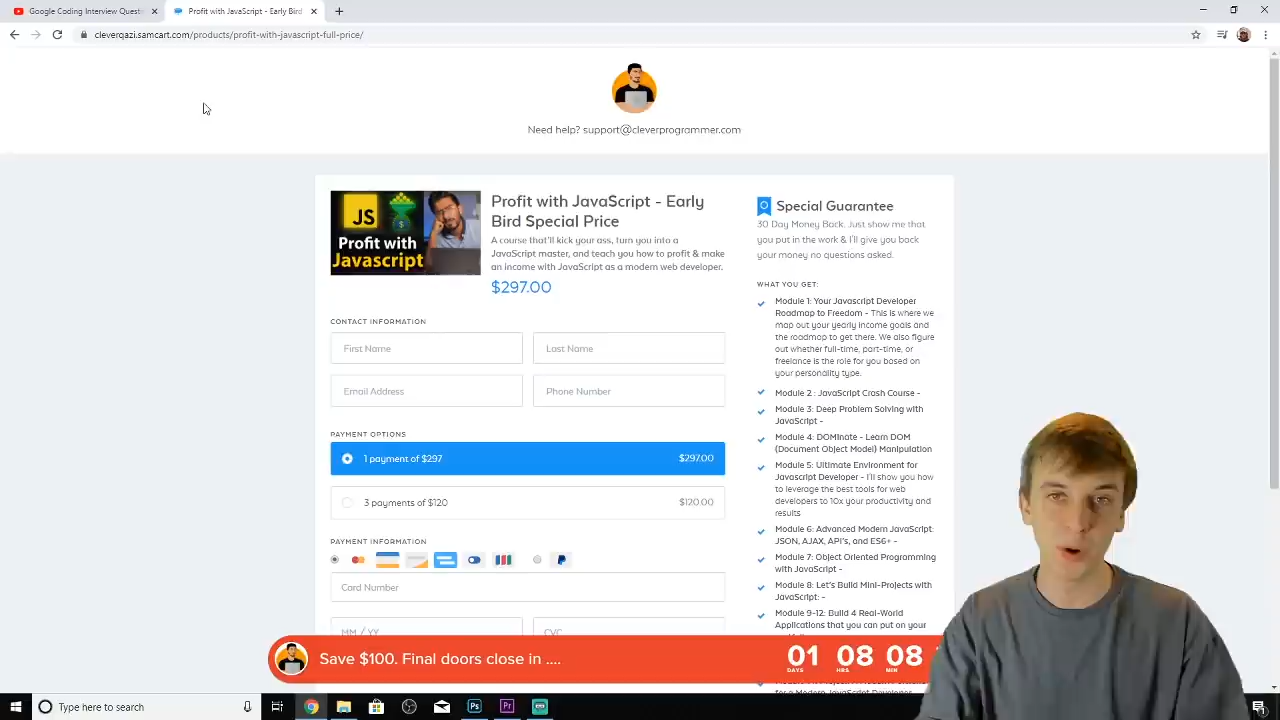 Google Coding Interview Quest
Profit with JavaScript - Early Bird
cleverqazi.samcart.com/products/profit-with-javascript-full-price/
Need help? support@cleverprogrammer.com
JS
Profit with
Javascript
Profit with JavaScript - Early
Bird Special Price
A course that'll kick your ass, turn you into a
JavaScript master, and teach you how to profit & make
an income with JavaScript as a modern web developer.
$297.00
CONTACT INFORMATION
First Name
Last Name
Email Address
Phone Number
PAYMENT OPTIONS
1 payment of $297
$297.00
3 payments of $120
$120.00
PAYMENT INFORMATION
Card Number
MM / YY
CVC
Special Guarantee
30 Day Money Back. Just show me that
you put in the work & I'll give you back
your money no questions asked.
WHAT YOU GET:
Module 1: Your Javascript Developer
Roadmap to Freedom - This is where we
map out your yearly income goals and
the roadmap to get there. We also figure
out whether full-time, part-time, or
freelance is the role for you based on
your personality type.
Module 2 : JavaScript Crash Course -
Module 3: Deep Problem Solving with
JavaScript -
Module 4: DOMinate - Learn DOM
(Document Object Model) Manipulation
Module 5: Ultimate Environment for
Javascript Developer - I'll show you how
to leverage the best tools for web
developers to 10x your productivity and
results
Module 6: Advanced Modern JavaScript:
JSON, AJAX, API's, and ES6+ -
Module 7: Object Oriented Programming
with JavaScript -
Module 8: Let's Build Mini-Projects with
JavaScript: -
Module 9-12: Build 4 Real-World
Applications that you can put on your
Save $100. Final doors close in ....
01 08 08
DAYS HRS MIN
for a Modern JavaScript Developer
Type here to search